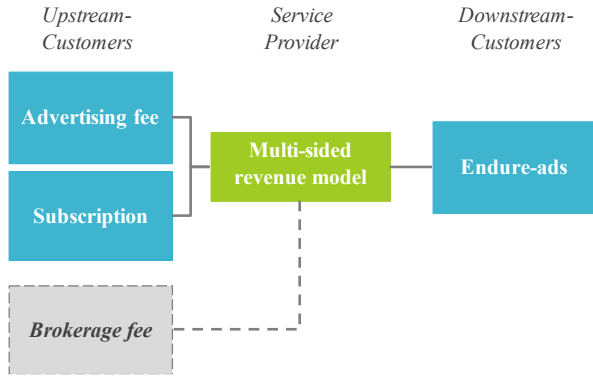 Upstream-
Customers
Service
Provider
Downstream-
Customers
Advertising fee
Subscription
Brokerage fee
Multi-sided
revenue model
Endure-ads